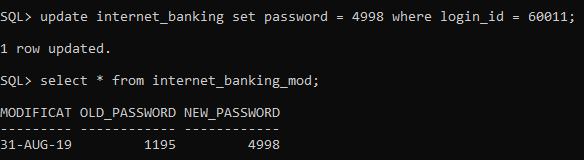 SQL> update internet_banking set password = 4998 where login_id = 60011;
1 row updated.
SQL> select * from internet_banking_mod;
MODIFICAT OLD_PASSWORD NEW_PASSWORD
--------- ------------ ------------
31-AUG-19         1195         4998